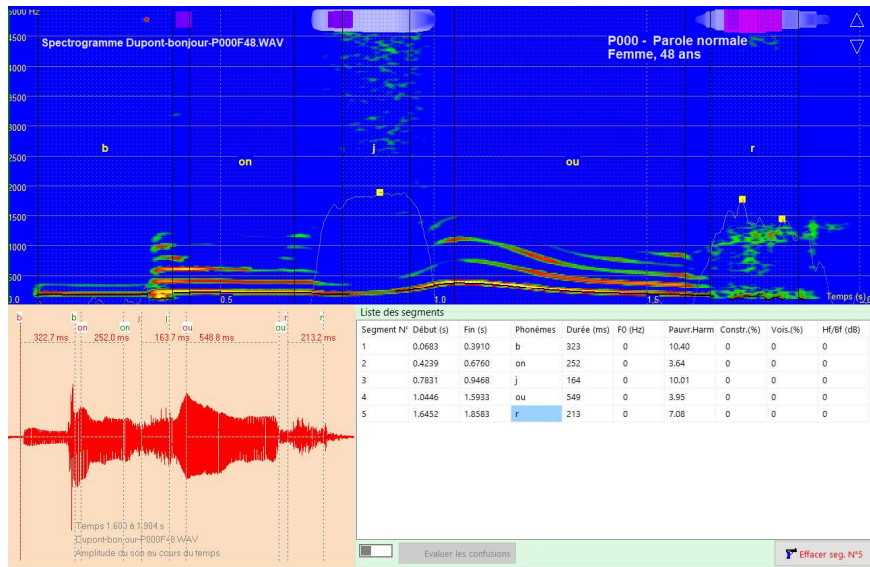 5000 Hz
Spectrogramme Dupont-bonjour-P000F48.WAV
P000 - Parole normale
Femme, 48 ans
4500
4000
3500
3000
2500
2000
1500
1000
500
0.0
b
on
j
ou
r
0.5
1.0
1.5
Temps (s)
b b j j r r
on on ou ou
322.7 ms 252.0 ms 163.7 ms 548.8 ms 213.2 ms
Temps 1.603 à 1.904 s
Dupont-bonjour-P000F48.WAV
Amplitude du son au cours du temps
Liste des segments
Segment N° Début (s) Fin (s) Phonèmes Durée (ms) F0 (Hz) Pauvr.Harm Constr.(%) Vois.(%) Hf/Bf (dB)
1 0.0683 0.3910 b 323 0 10.40 0 0 0
2 0.4239 0.6760 on 252 0 3.64 0 0 0
3 0.7831 0.9468 j 164 0 10.01 0 0 0
4 1.0446 1.5933 ou 549 0 3.95 0 0 0
5 1.6452 1.8583 r 213 0 7.08 0 0 0
Evaluer les confusions
Effacer seg. N°5